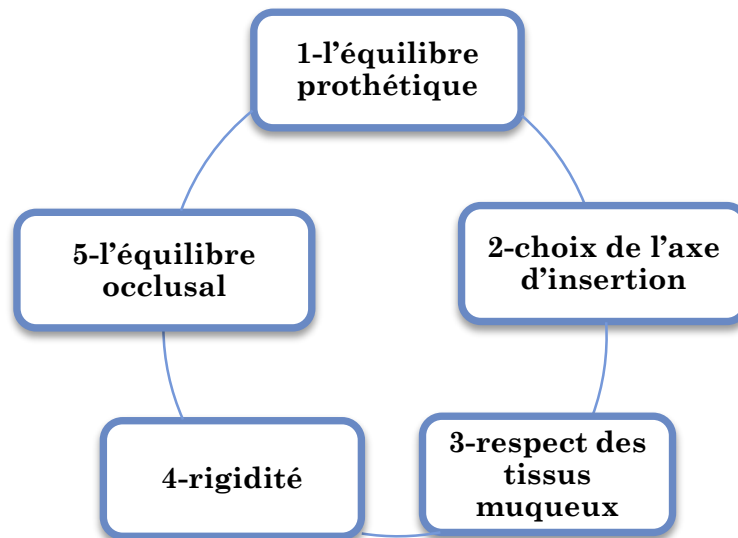 1-l’équilibre
prothétique
2-choix de l’axe
d’insertion
3-respect des
tissus
muqueux
4-rigidité
5-l’équilibre
occlusal